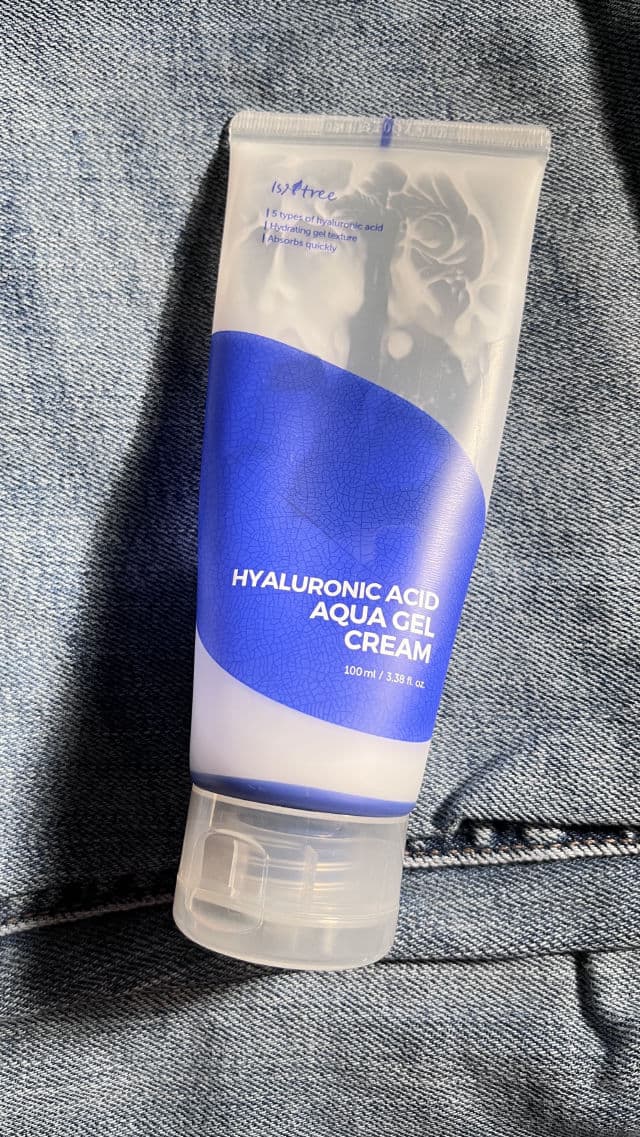 Isntree
5 types of hyaluronic acid
Hydrating gel texture
Absorbs quickly
HYALURONIC ACID
AQUA GEL
CREAM
100 ml / 3.38 fl. oz.